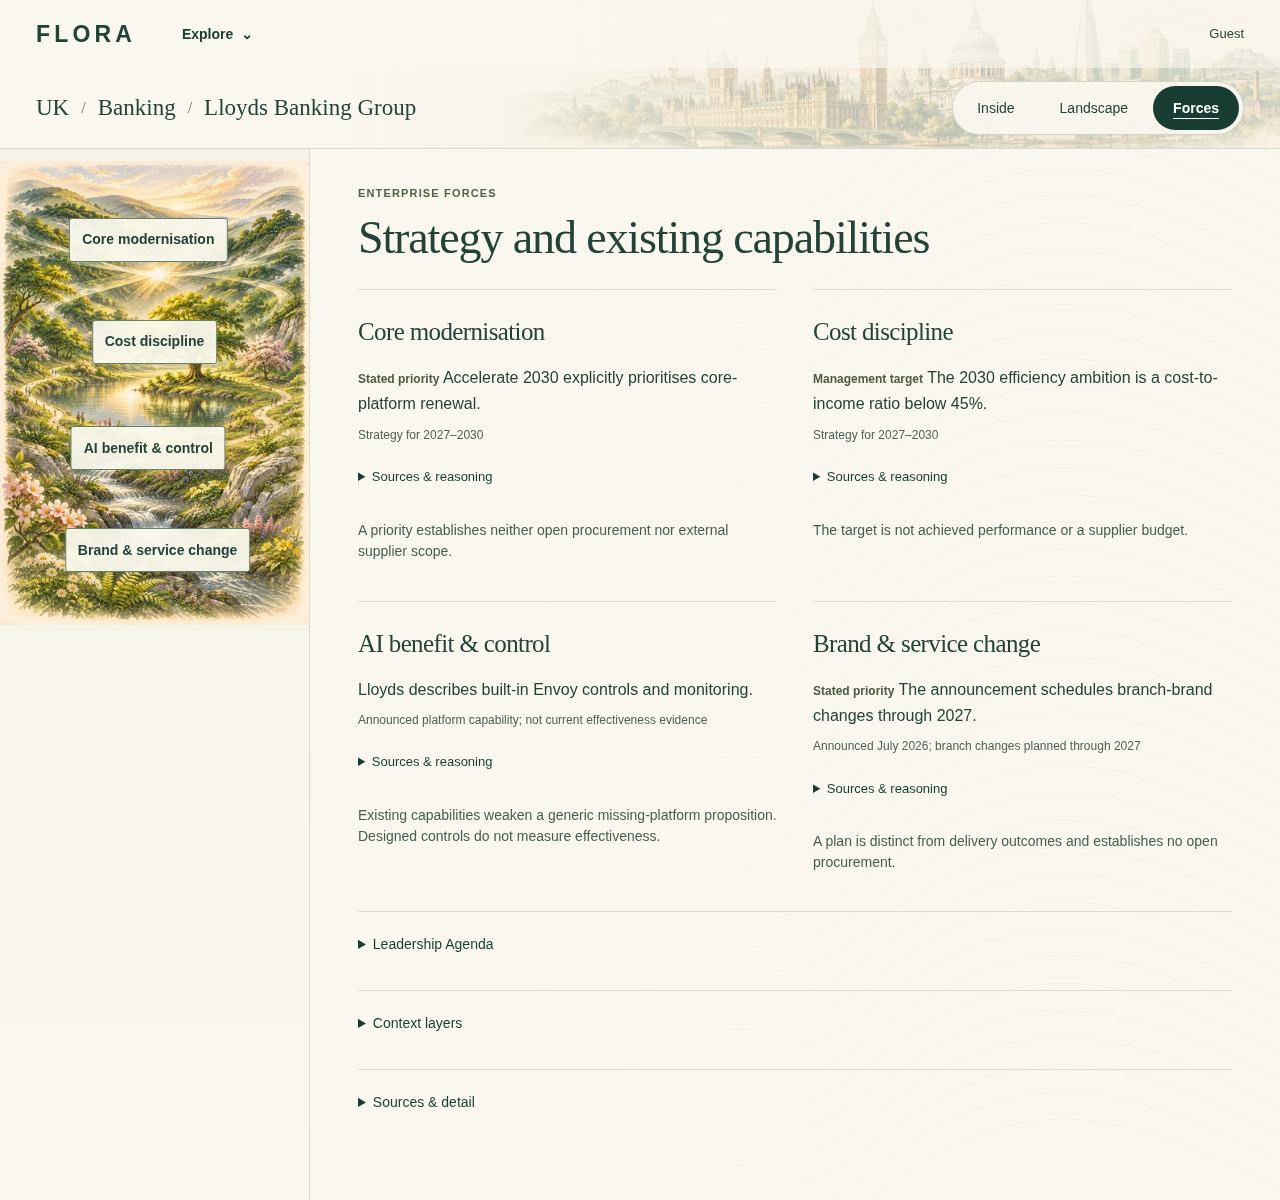 FLORA
Explore
Guest
UK / Banking / Lloyds Banking Group
Inside
Landscape
Forces
Core modernisation
Cost discipline
AI benefit & control
Brand & service change
ENTERPRISE FORCES
Strategy and existing capabilities
Core modernisation
Stated priority Accelerate 2030 explicitly prioritises core-
platform renewal.
Strategy for 2027–2030
Sources & reasoning
A priority establishes neither open procurement nor external
supplier scope.
Cost discipline
Management target The 2030 efficiency ambition is a cost-to-
income ratio below 45%.
Strategy for 2027–2030
Sources & reasoning
The target is not achieved performance or a supplier budget.
AI benefit & control
Lloyds describes built-in Envoy controls and monitoring.
Announced platform capability; not current effectiveness evidence
Sources & reasoning
Existing capabilities weaken a generic missing-platform proposition.
Designed controls do not measure effectiveness.
Brand & service change
Stated priority The announcement schedules branch-brand
changes through 2027.
Announced July 2026; branch changes planned through 2027
Sources & reasoning
A plan is distinct from delivery outcomes and establishes no open
procurement.
Leadership Agenda
Context layers
Sources & detail